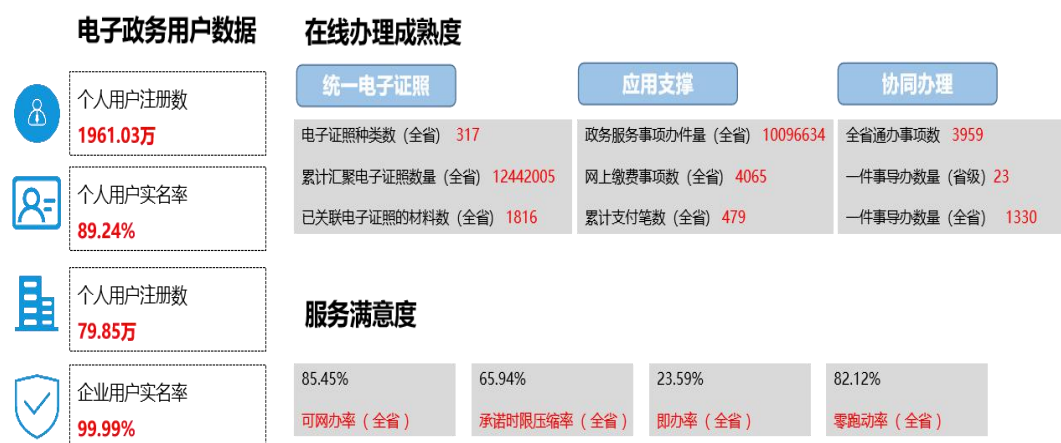 电子政务用户数据
个人用户注册数
1961.03万
个人用户实名率
89.24%
个人用户注册数
79.85万
企业用户实名率
99.99%
在线办理成熟度
统一电子证照
电子证照种类数（全省） 317
累计汇聚电子证照数量（全省） 12442005
已关联电子证照的材料数（全省） 1816
应用支撑
政务服务事项办件量（全省） 10096634
网上缴费事项数（全省） 4065
累计支付笔数（全省） 479
协同办理
全省通办事项数 3959
一件事导办数量（省级） 23
一件事导办数量（全省） 1330
服务满意度
85.45%
可网办率（全省）
65.94%
承诺时限压缩率（全省）
23.59%
即办率（全省）
82.12%
零跑动率（全省）